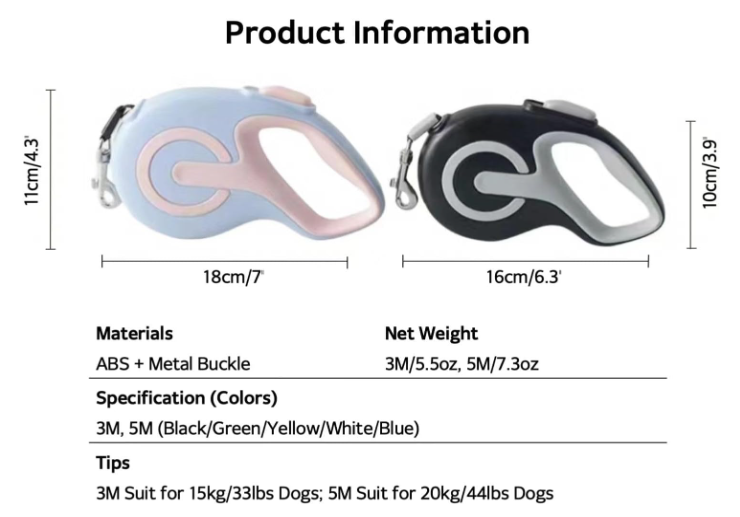 Product Information
11cm/4.3'
10cm/3.9'
18cm/7'
16cm/6.3'
Materials
Net Weight
ABS + Metal Buckle
3M/5.5oz, 5M/7.3oz
Specification (Colors)
3M, 5M (Black/Green/Yellow/White/Blue)
Tips
3M Suit for 15kg/33lbs Dogs; 5M Suit for 20kg/44lbs Dogs